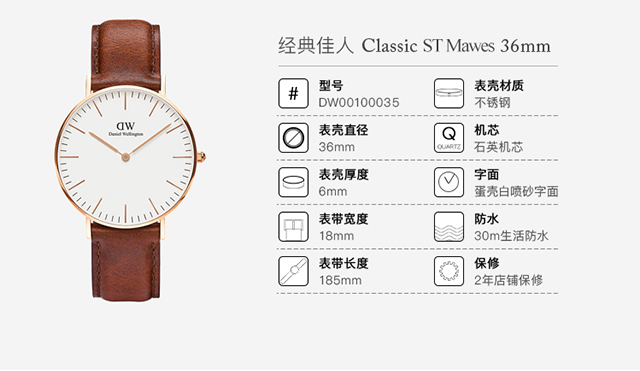 DW
Daniel Wellington
经典佳人 Classic ST Mawes 36mm
# 型号
DW00100035
表壳材质
不锈钢
表壳直径
36mm
Q
QUARTZ
机芯
石英机芯
表壳厚度
6mm
字面
蛋壳白喷砂字面
表带宽度
18mm
防水
30m生活防水
表带长度
185mm
保修
2年店铺保修